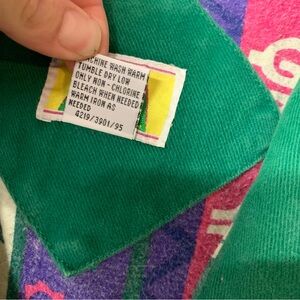 MACHINE WASH WARM
TUMBLE DRY LOW
ONLY NON - CHLORINE
BLEACH WHEN NEEDED
WARM IRON AS
NEEDED
4219/3901/95